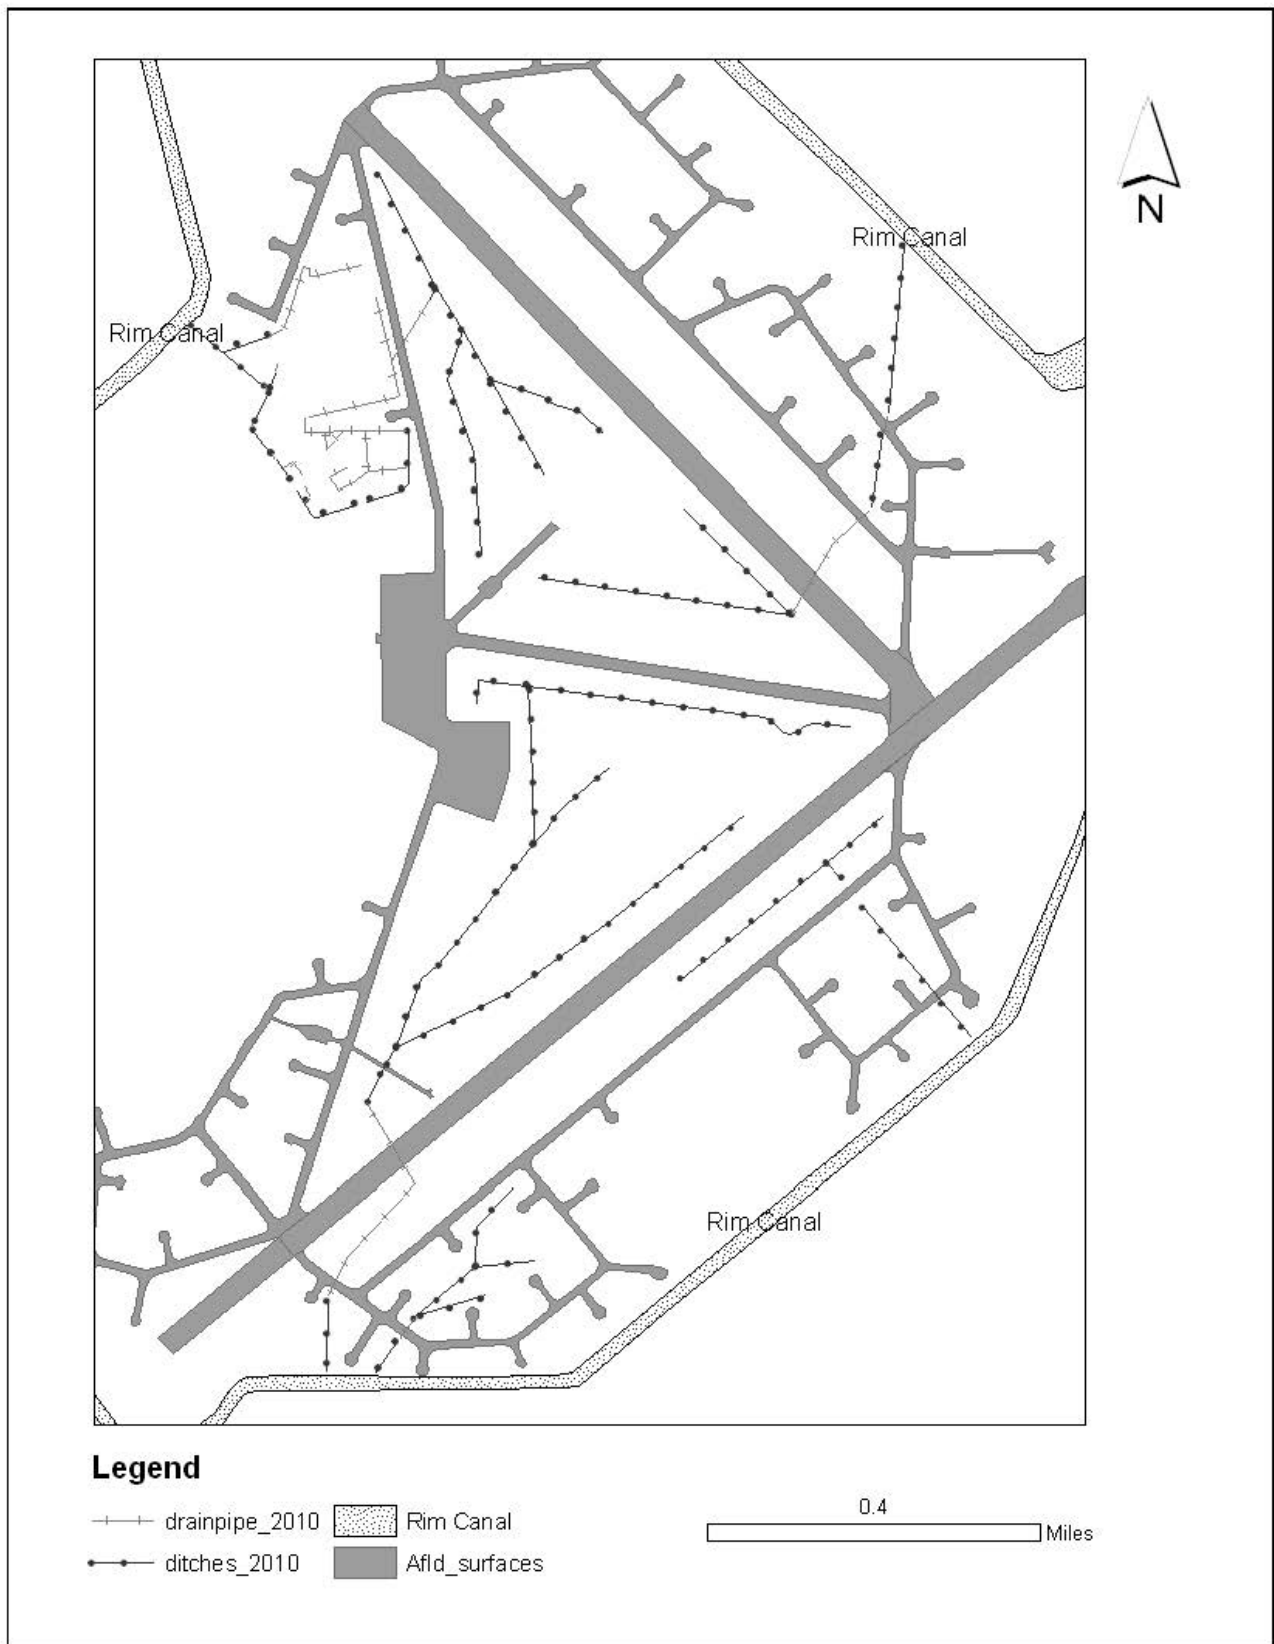 N
Rim Canal
Rim Canal
Rim Canal
Legend
drainpipe_2010
Rim Canal
0.4
Miles
ditches_2010
Afld_surfaces